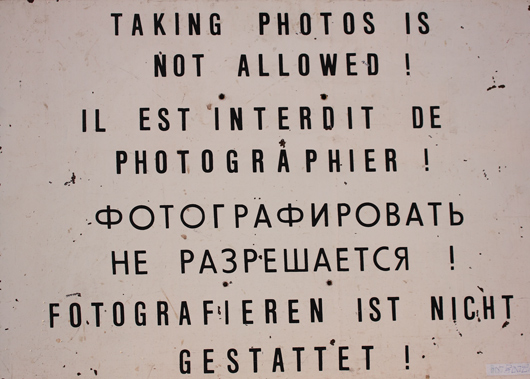 TAKING PHOTOS IS
NOT ALLOWED !
IL EST INTERDIT DE
PHOTOGRAPHIER !
ФОТОГРАФИРОВАТЬ
НЕ РАЗРЕШАЕТСЯ !
FOTOGRAFIEREN IST NICHT
GESTATTET !